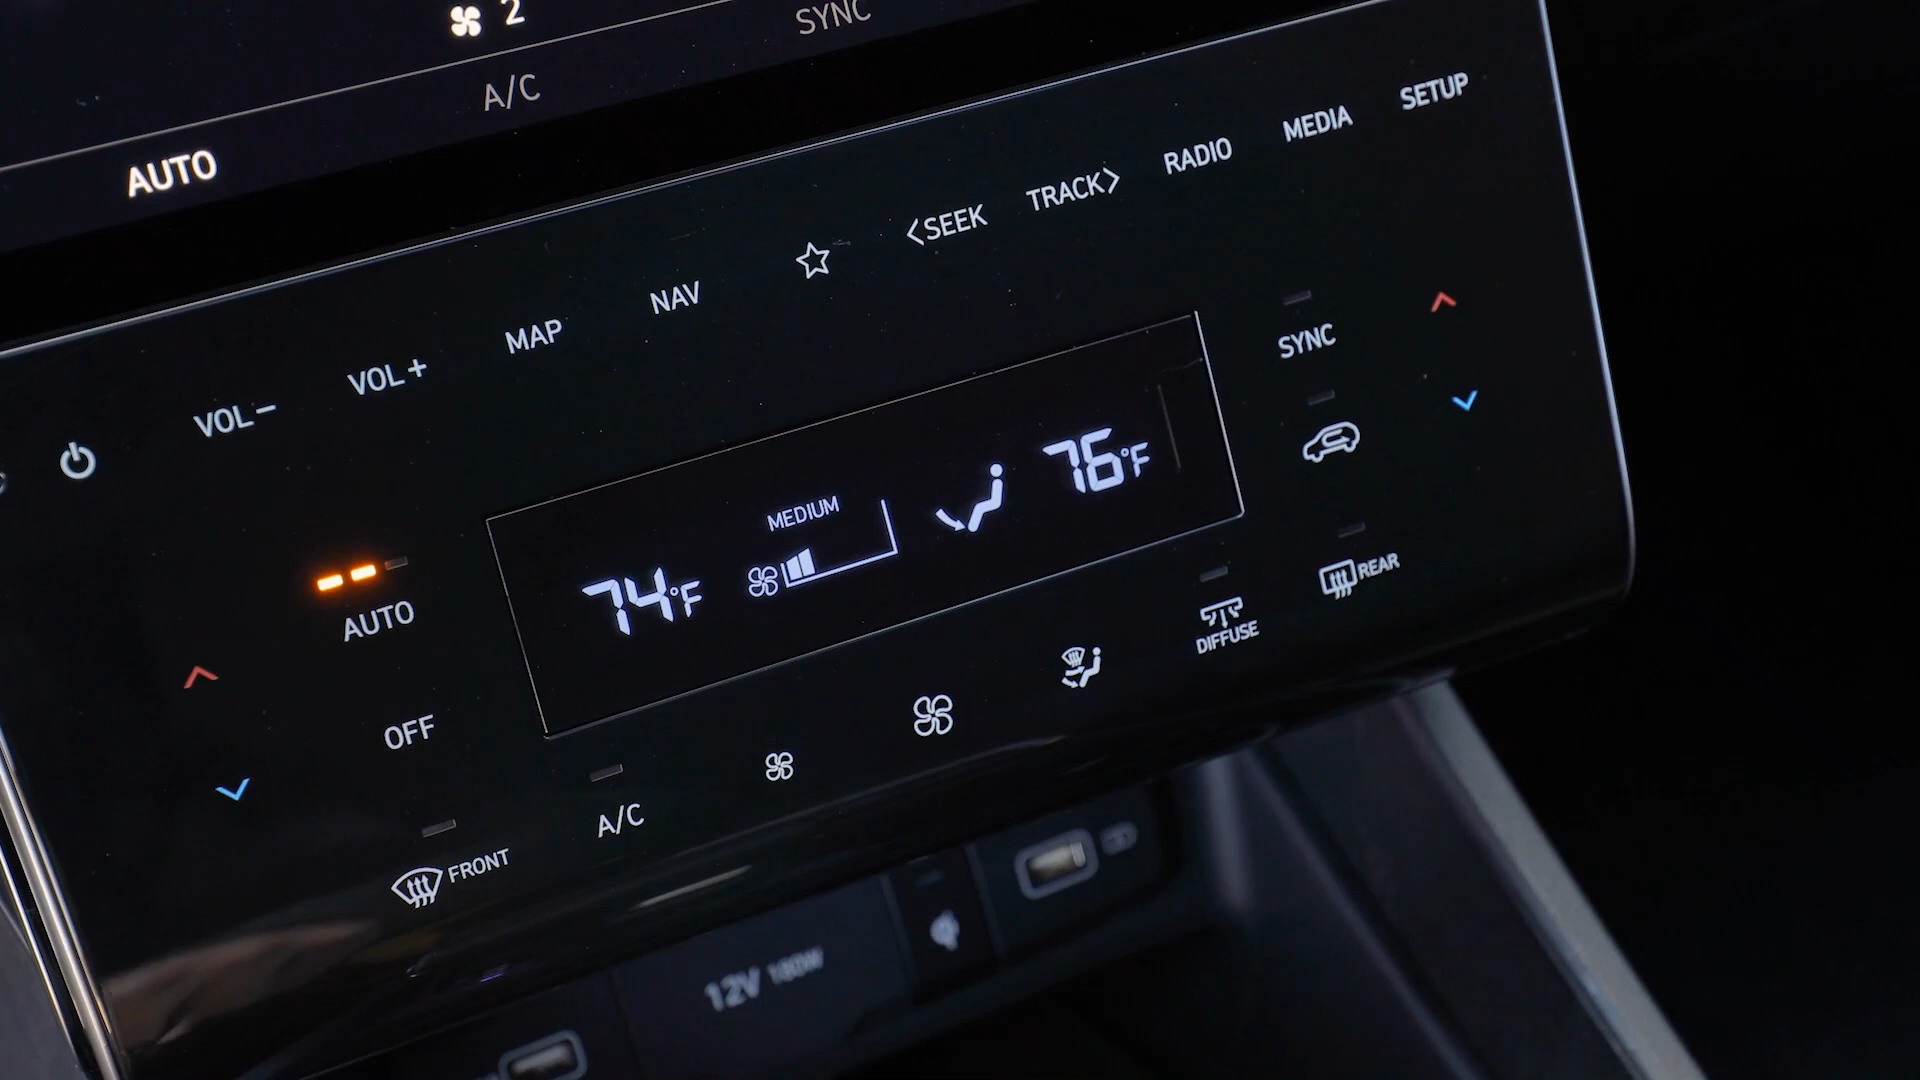 2
SYNC
A/C
AUTO
VOL− VOL+ MAP NAV <SEEK TRACK> RADIO MEDIA SETUP
AUTO
OFF
74°F
MEDIUM
76°F
SYNC
REAR
DIFFUSE
A/C
FRONT
12V 180W